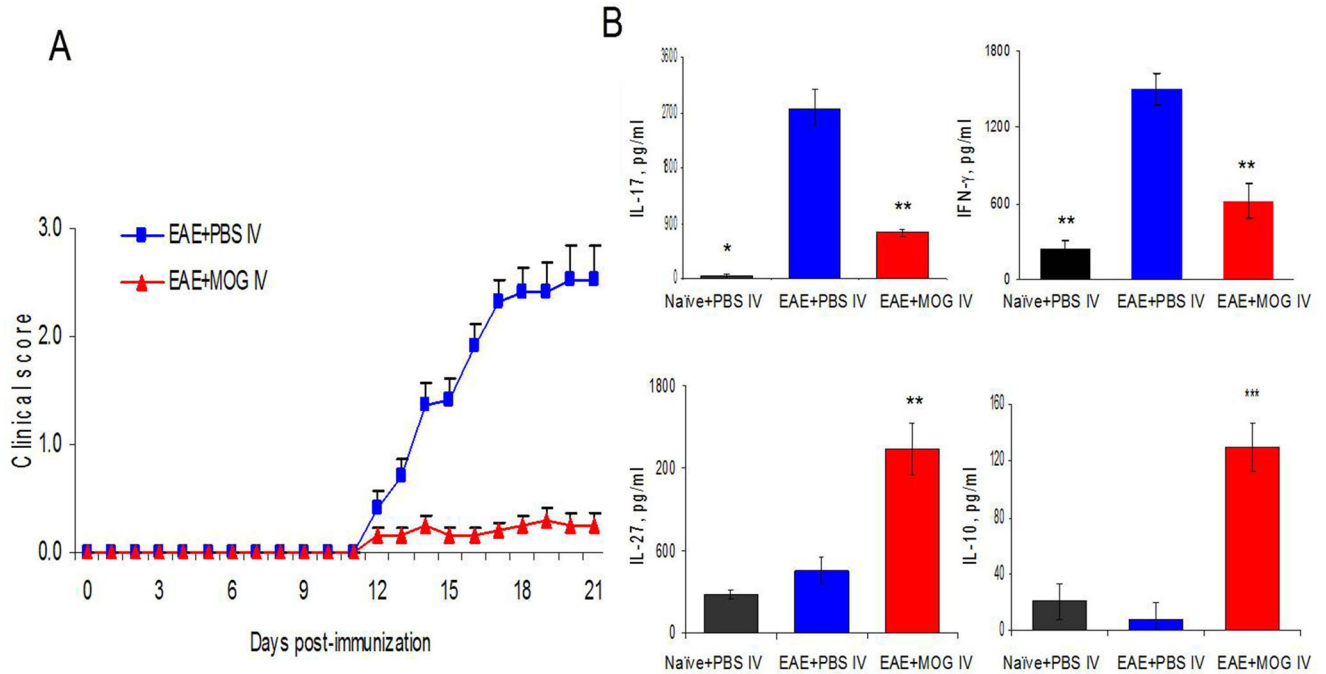 A
3.0
2.0
1.0
0.0
Clinical score
EAE+PBS IV
EAE+MOG IV
0 3 6 9 12 15 18 21
Days post-immunization
B
IL-17, pg/ml
3600
2700
1800
900
0
*
**
Naïve+PBS IV EAE+PBS IV EAE+MOG IV
IFN-γ, pg/ml
1800
1200
600
0
**
**
Naïve+PBS IV EAE+PBS IV EAE+MOG IV
IL-27, pg/ml
1800
200
600
0
**
Naïve+PBS IV EAE+PBS IV EAE+MOG IV
IL-10, pg/ml
160
120
80
40
0
***
Naïve+PBS IV EAE+PBS IV EAE+MOG IV